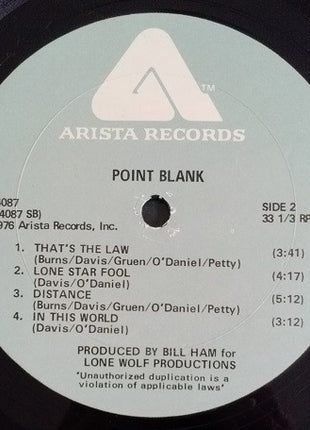 TM
ARISTA RECORDS
POINT BLANK
4087
(4087 SB)
SIDE 2
976 Arista Records, Inc.
33 1/3 RP
1. THAT'S THE LAW (3:41)
(Burns/Davis/Gruen/O'Daniel/Petty)
2. LONE STAR FOOL (4:17)
(Davis/O'Daniel)
3. DISTANCE (5:12)
(Burns/Davis/Gruen/O'Daniel/Petty)
4. IN THIS WORLD (3:12)
(Davis/O'Daniel)
PRODUCED BY BILL HAM for
LONE WOLF PRODUCTIONS
'Unauthorized duplication is a
violation of applicable laws'